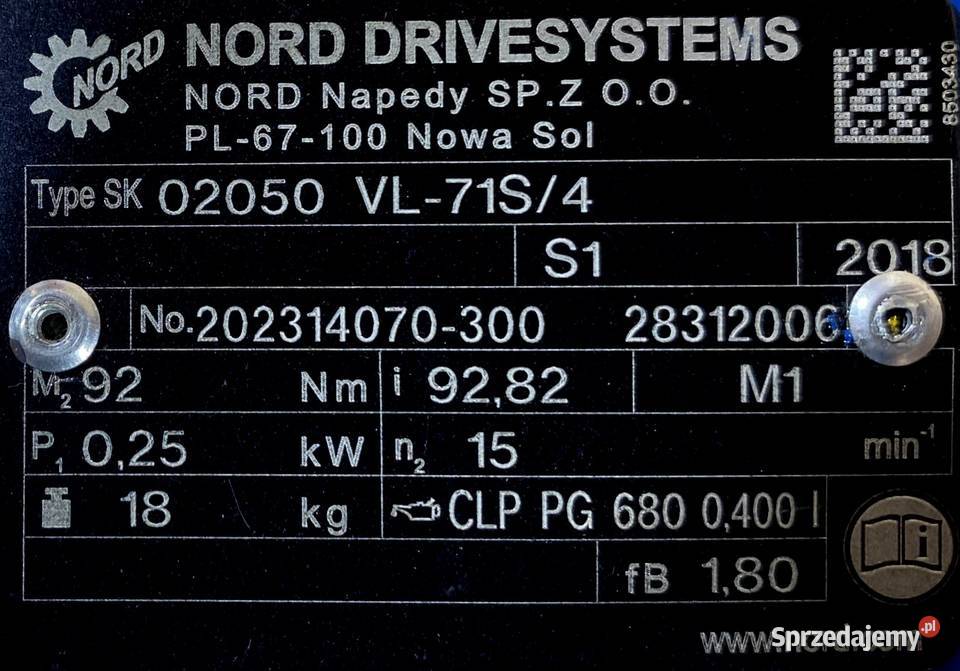 NORD
NORD DRIVESYSTEMS
NORD Napedy SP.Z O.O.
PL-67-100 Nowa Sol
8503430
Type SK 02050 VL-71S/4
S1 2018
No. 202314070-300 28312006
M2 92 Nm i 92,82 M1
P1 0,25 kW n2 15 min-1
18 kg CLP PG 680 0,400 l
i
fB 1,80
Sprzedajemy.pl